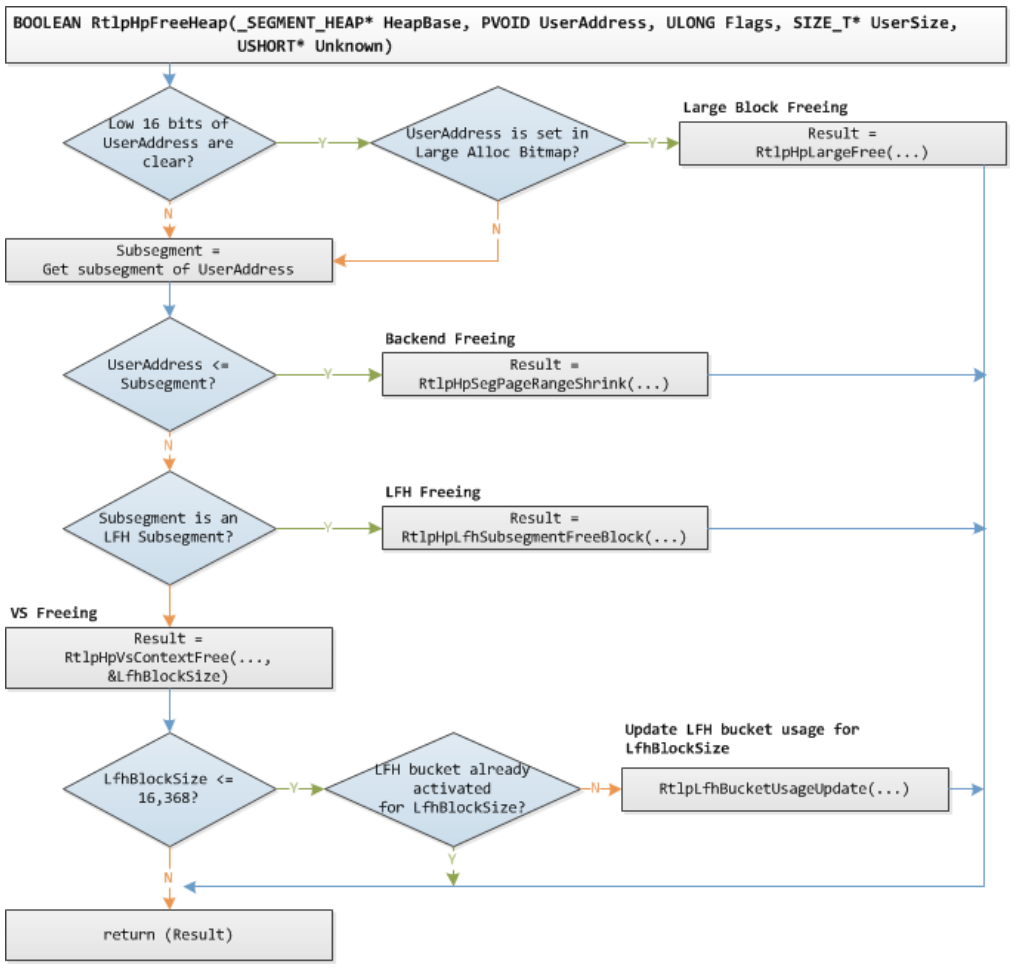 BOOLEAN RtlpHpFreeHeap(_SEGMENT_HEAP* HeapBase, PVOID UserAddress, ULONG Flags, SIZE_T* UserSize,
USHORT* Unknown)
Low 16 bits of
UserAddress are
clear?
Y
UserAddress is set in
Large Alloc Bitmap?
Y
Large Block Freeing
Result =
RtlpHpLargeFree(...)
N
N
Subsegment =
Get subsegment of UserAddress
UserAddress <=
Subsegment?
Y
Backend Freeing
Result =
RtlpHpSegPageRangeShrink(...)
N
Subsegment is an
LFH Subsegment?
Y
LFH Freeing
Result =
RtlpHpLfhSubsegmentFreeBlock(...)
VS Freeing
Result =
RtlpHpVsContextFree(...,
&LfhBlockSize)
LfhBlockSize <=
16,368?
Y
LFH bucket already
activated
for LfhBlockSize?
N
Update LFH bucket usage for
LfhBlockSize
RtlpLfhBucketUsageUpdate(...)
Y
N
return (Result)